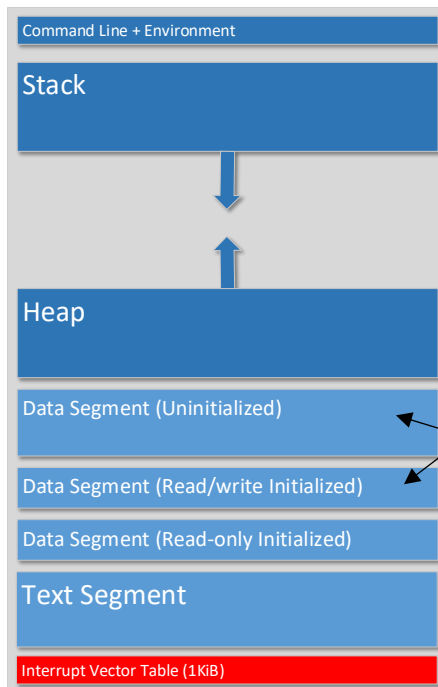 Command Line + Environment
Stack
Heap
Data Segment (Uninitialized)
Data Segment (Read/write Initialized)
Data Segment (Read-only Initialized)
Text Segment
Interrupt Vector Table (1KiB)